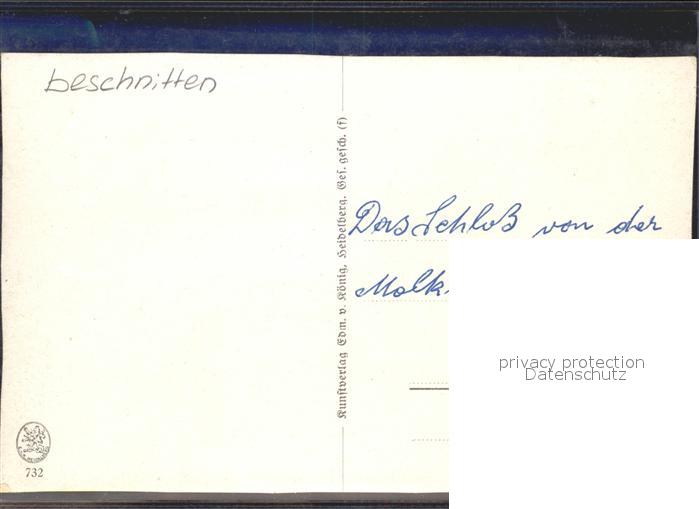 beschnitten
Kunstverlag Edm. v. König, Heidelberg. Ges. gesch. (f)
Das Schloß von der
Molk
privacy protection
Datenschutz
732